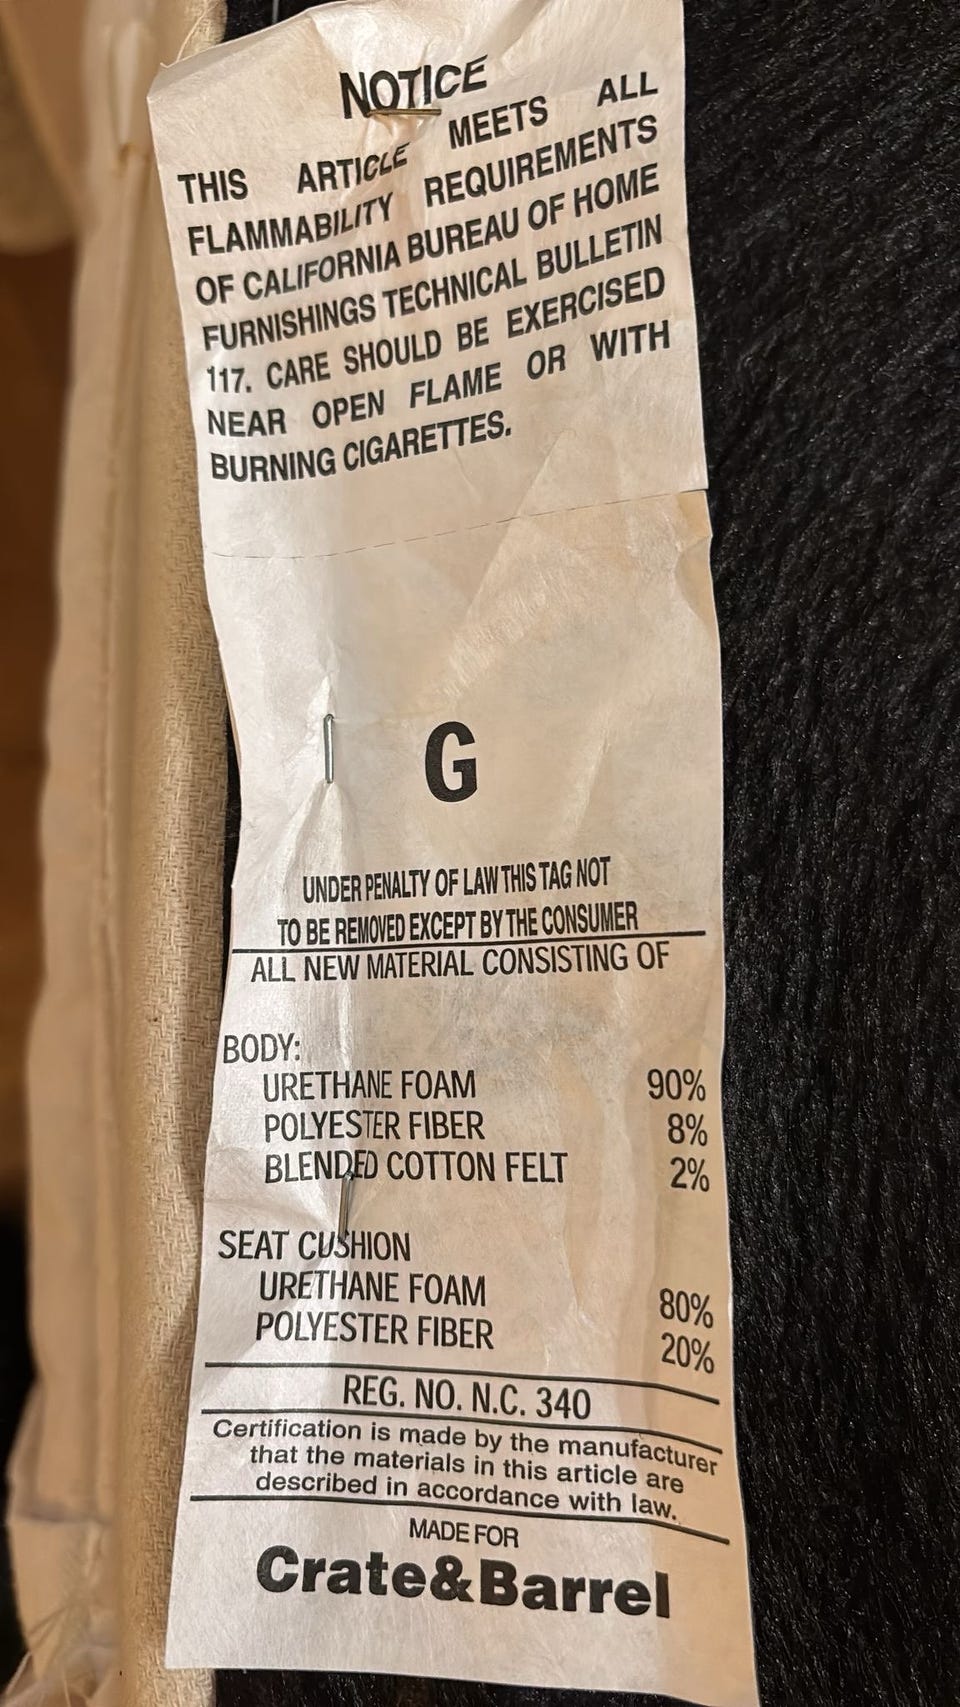 NOTICE
THIS ARTICLE MEETS ALL
FLAMMABILITY REQUIREMENTS
OF CALIFORNIA BUREAU OF HOME
FURNISHINGS TECHNICAL BULLETIN
117. CARE SHOULD BE EXERCISED
NEAR OPEN FLAME OR WITH
BURNING CIGARETTES.
G
UNDER PENALTY OF LAW THIS TAG NOT
TO BE REMOVED EXCEPT BY THE CONSUMER
ALL NEW MATERIAL CONSISTING OF
BODY:
URETHANE FOAM 90%
POLYESTER FIBER 8%
BLENDED COTTON FELT 2%
SEAT CUSHION
URETHANE FOAM 80%
POLYESTER FIBER 20%
REG. NO. N.C. 340
Certification is made by the manufacturer
that the materials in this article are
described in accordance with law.
MADE FOR
Crate&Barrel